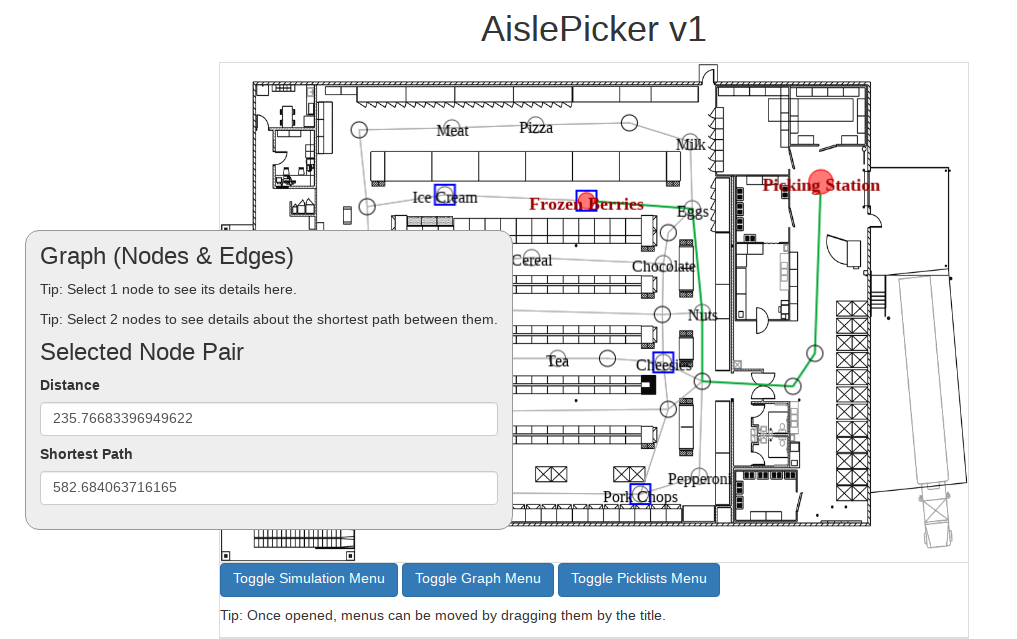 AislePicker v1
Meat
Pizza
Milk
Picking Station
Ice Cream
Frozen Berries
Eggs
Graph (Nodes & Edges)
Cereal
Chocolate
Tip: Select 1 node to see its details here.
Tip: Select 2 nodes to see details about the shortest path between them.
Nuts
Selected Node Pair
Tea
Cheesies
Distance
235.76683396949622
Shortest Path
582.684063716165
Pepperoni
Pork Chops
Toggle Simulation Menu Toggle Graph Menu Toggle Picklists Menu
Tip: Once opened, menus can be moved by dragging them by the title.